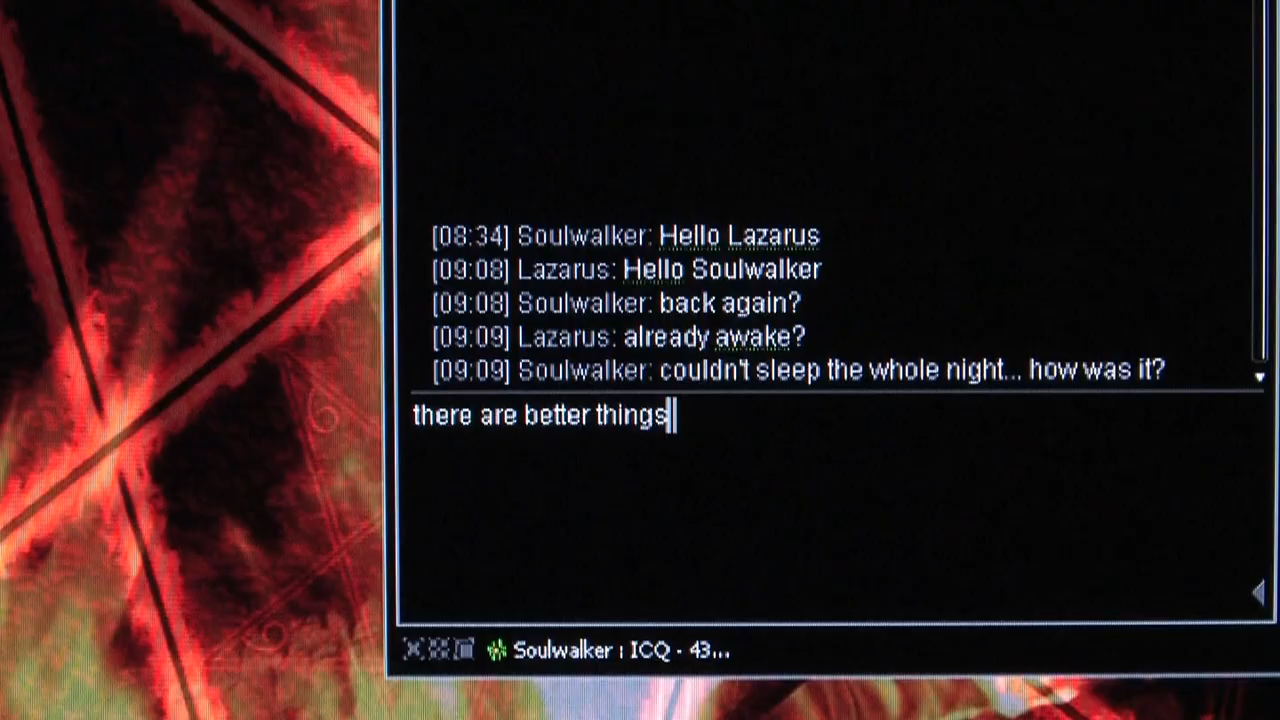 [08:34] Soulwalker: Hello Lazarus
[09:08] Lazarus: Hello Soulwalker
[09:08] Soulwalker: back again?
[09:09] Lazarus: already awake?
[09:09] Soulwalker: couldn't sleep the whole night... how was it?
there are better things
Soulwalker : ICQ - 43...